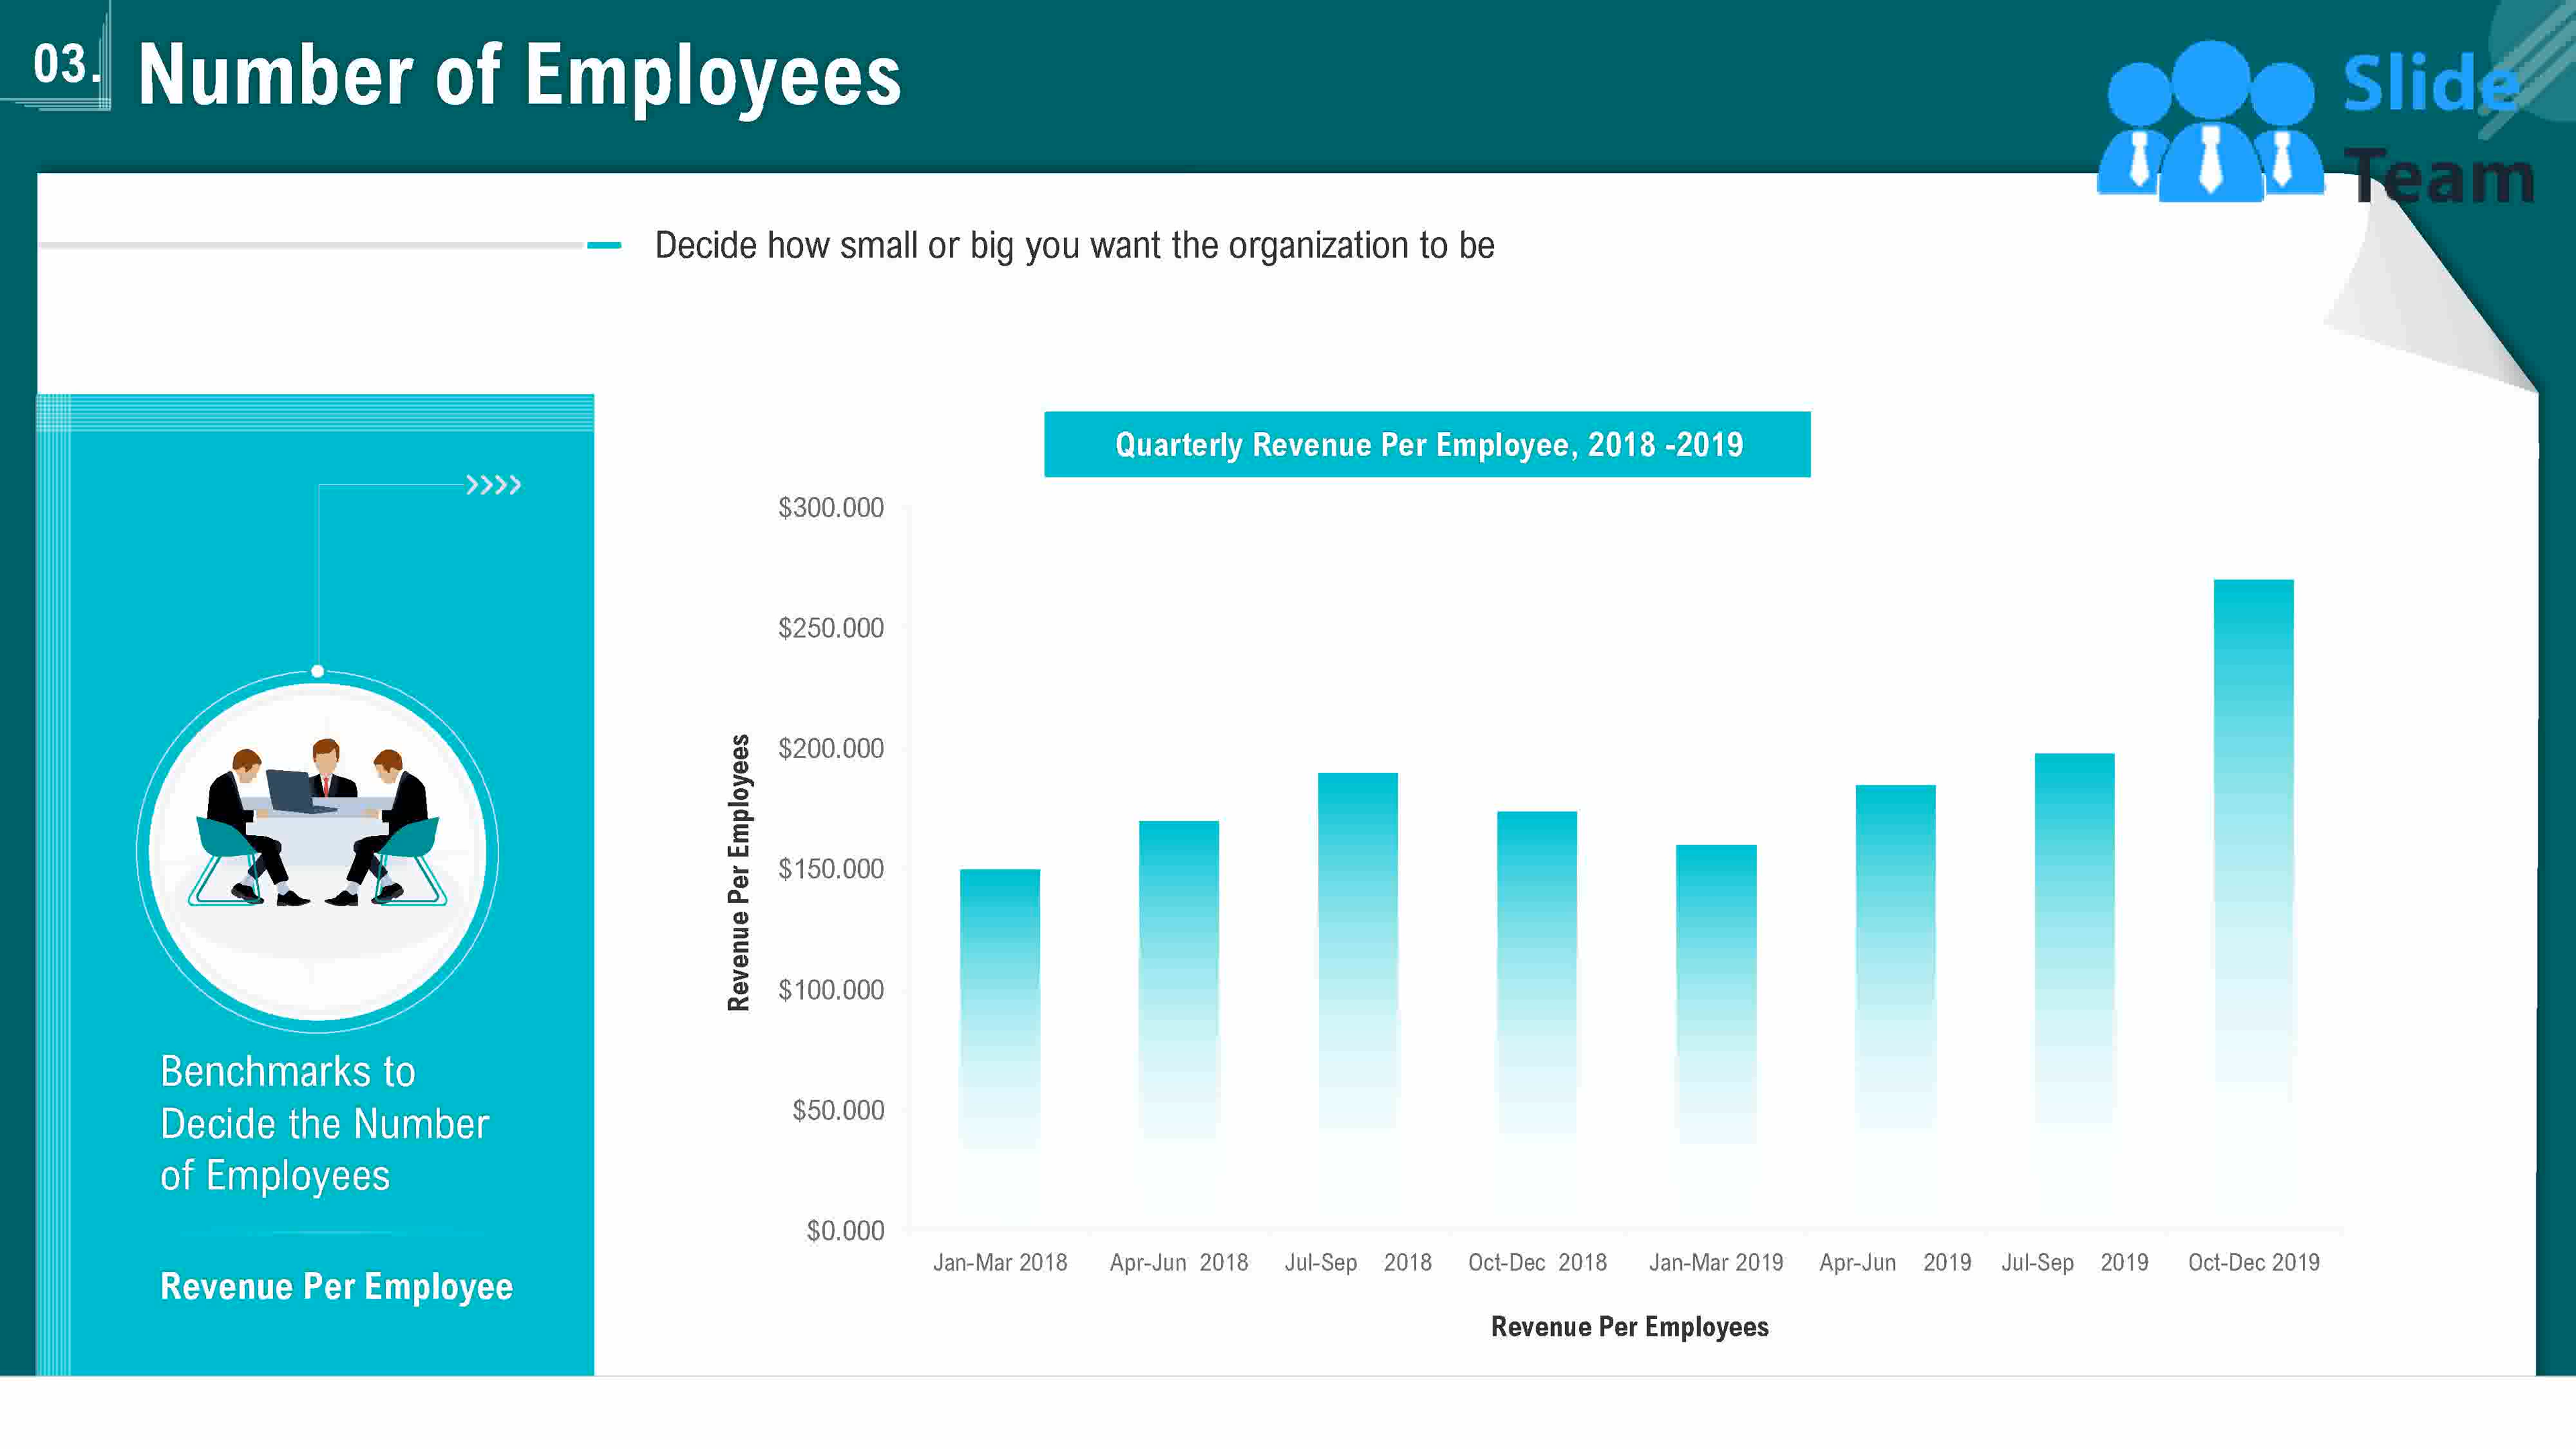 03. Number of Employees
Slide
Team
Decide how small or big you want the organization to be
Benchmarks to
Decide the Number
of Employees
Revenue Per Employee
Quarterly Revenue Per Employee, 2018 -2019
Revenue Per Employees
$300.000
$250.000
$200.000
$150.000
$100.000
$50.000
$0.000
Jan-Mar 2018 Apr-Jun 2018 Jul-Sep 2018 Oct-Dec 2018 Jan-Mar 2019 Apr-Jun 2019 Jul-Sep 2019 Oct-Dec 2019
Revenue Per Employees